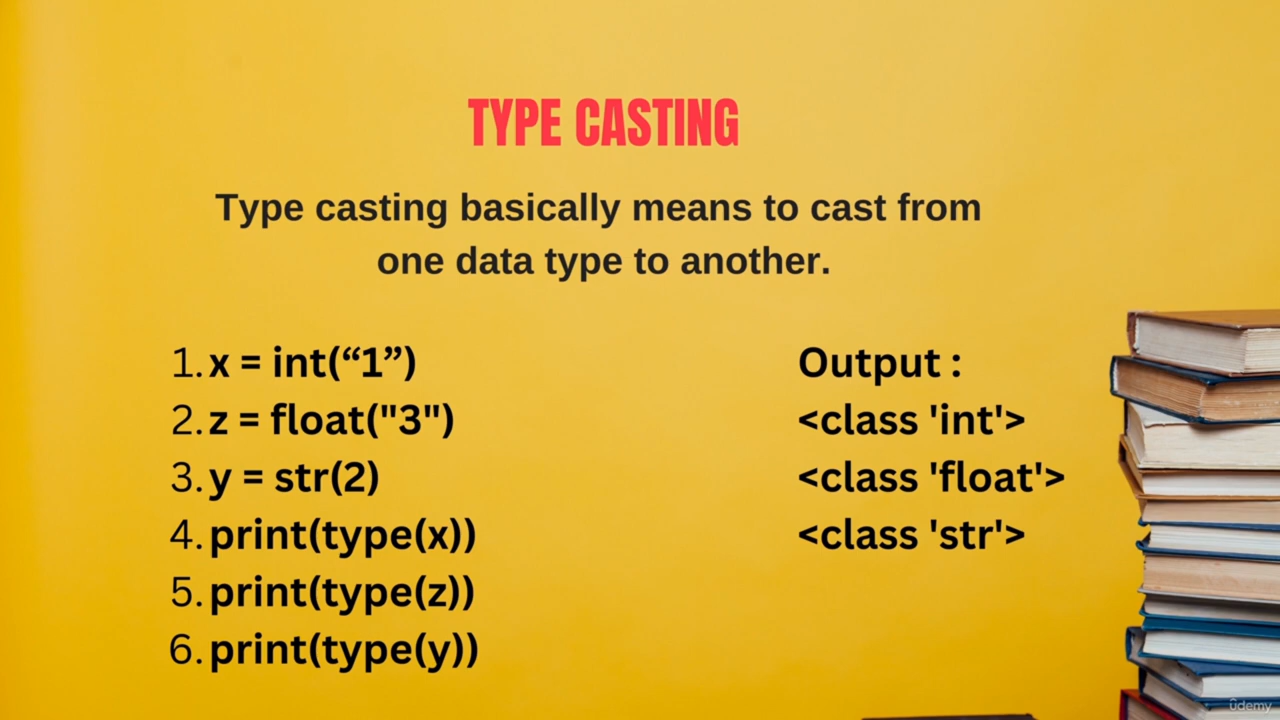 TYPE CASTING
Type casting basically means to cast from
one data type to another.
1. x = int(“1”)
2. z = float("3")
3. y = str(2)
4. print(type(x))
5. print(type(z))
6. print(type(y))
Output :
<class 'int'>
<class 'float'>
<class 'str'>
ûdemy